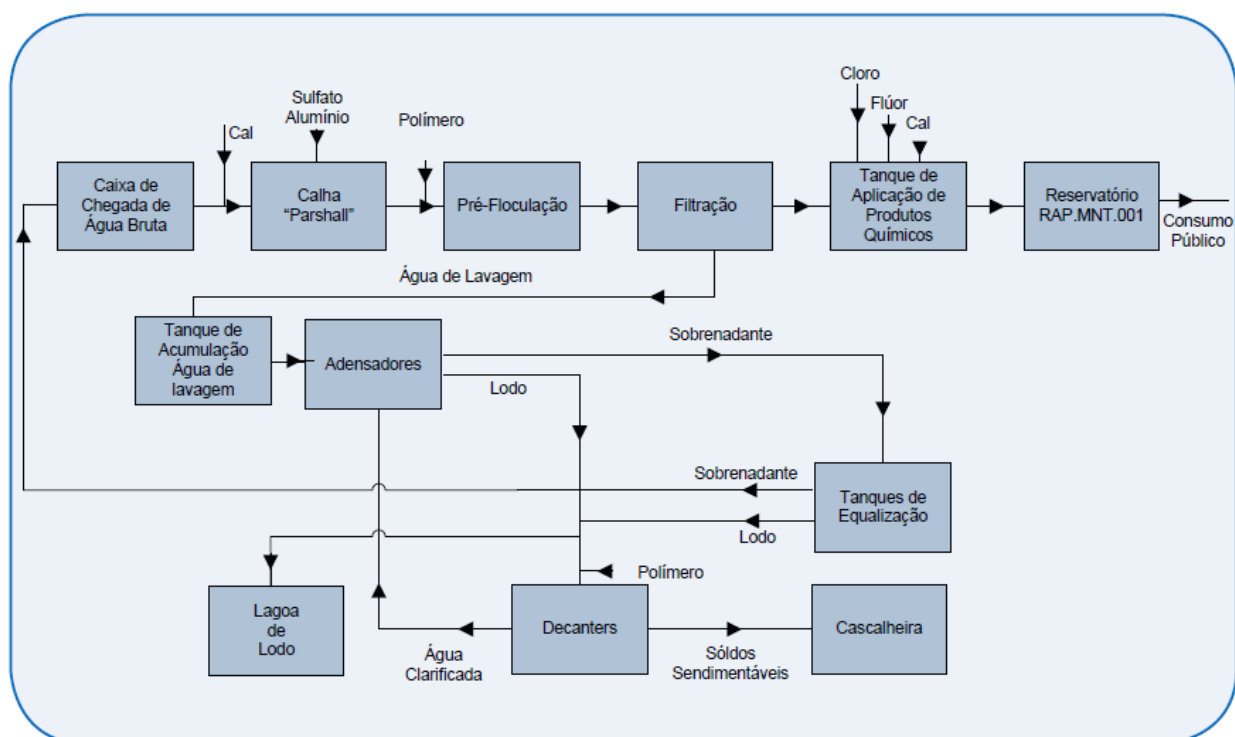 Cloro
Flúor
Cal
Sulfato
Alumínio
Cal
Polímero
Caixa de
Chegada de
Água Bruta
Calha
“Parshall”
Pré-Floculação
Filtração
Tanque de
Aplicação de
Produtos
Químicos
Reservatório
RAP.MNT.001
Consumo
Público
Água de Lavagem
Tanque de
Acumulação
Água de
lavagem
Adensadores
Sobrenadante
Lodo
Sobrenadante
Tanques de
Equalização
Lodo
Polímero
Lagoa
de
Lodo
Decanters
Cascalheira
Água
Clarificada
Sóldos
Sendimentáveis